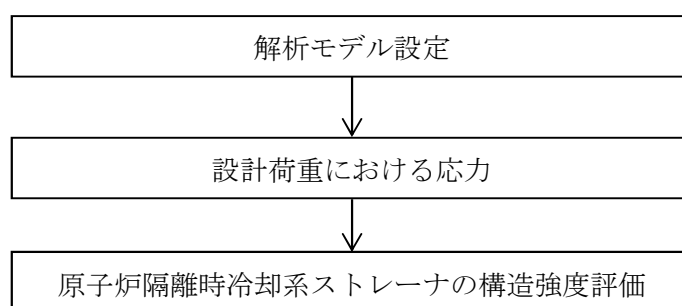 解析モデル設定
設計荷重における応力
原子炉隔離時冷却系ストレーナの構造強度評価